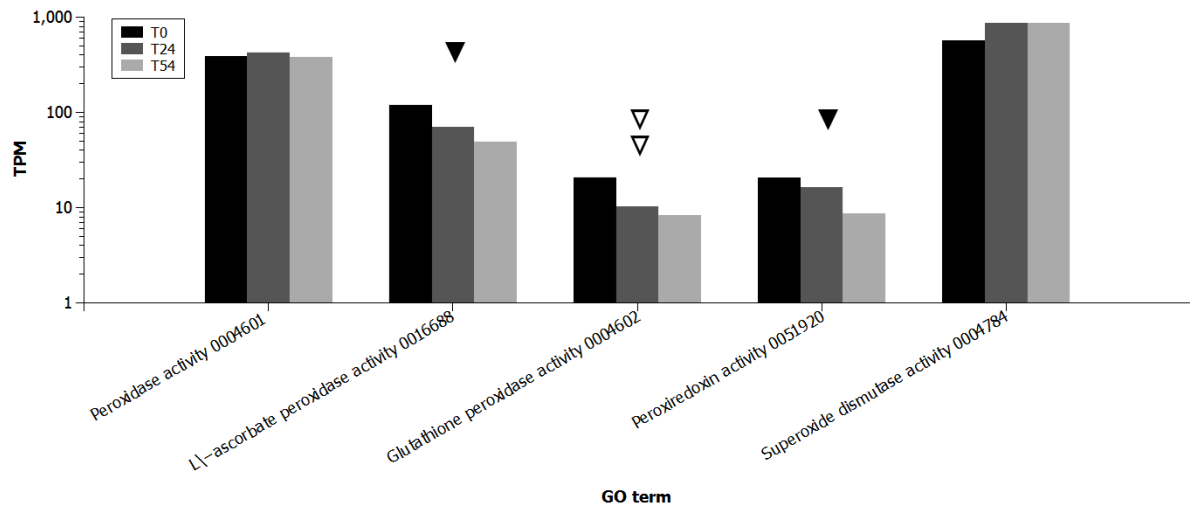 1,000
100
10
1
TPM
T0
T24
T54
Peroxidase activity 0004601
L\-ascorbate peroxidase activity 0016688
Glutathione peroxidase activity 0004602
Peroxiredoxin activity 0051920
Superoxide dismutase activity 0004784
GO term